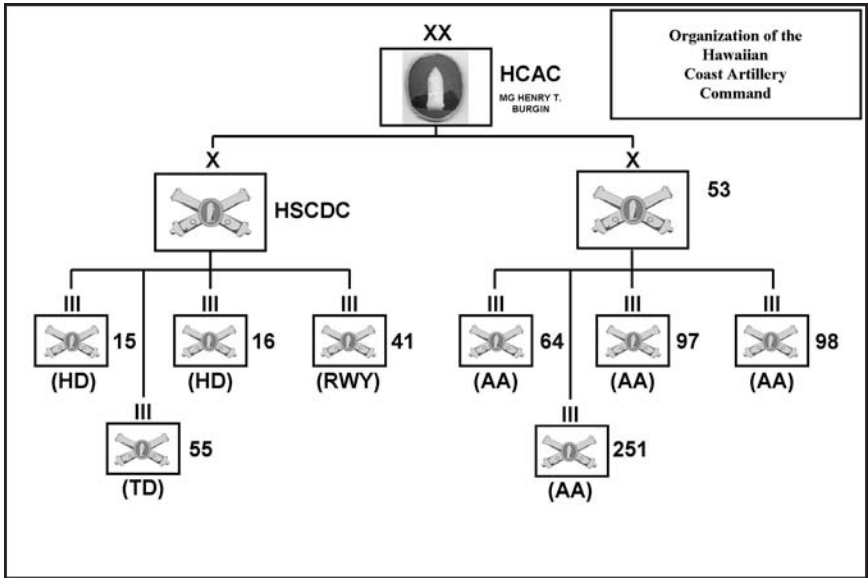 Organization of the
Hawaiian
Coast Artillery
Command
XX
HCAC
MG HENRY T.
BURGIN
X
HSCDC
X
53
III
15
(HD)
III
16
(HD)
III
41
(RWY)
III
64
(AA)
III
97
(AA)
III
98
(AA)
III
55
(TD)
III
251
(AA)